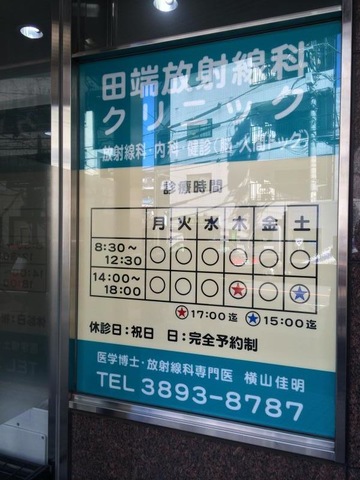 田端放射線科
クリニック
放射線科・内科・健診(脳・人間ドッグ)
診療時間
月 火 水 木 金 土
8:30~12:30 ○ ○ ○ ○ ○ ○
14:00~18:00 ○ ○ ○ ★ ○ ★
★17:00迄 ★15:00迄
休診日:祝日 日:完全予約制
医学博士・放射線科専門医 横山佳明
TEL 3893-8787